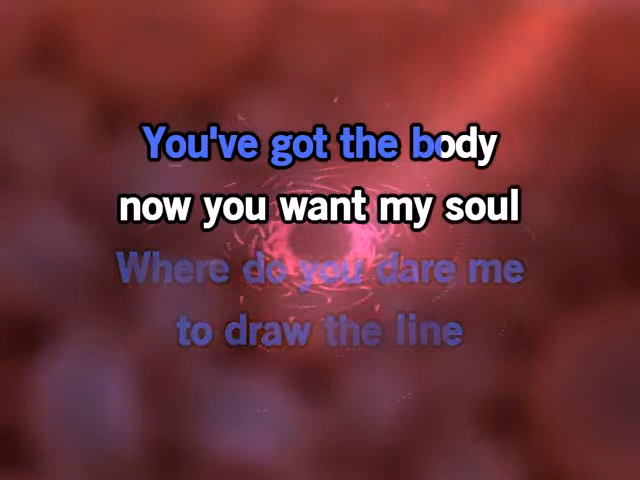 You've got the body
now you want my soul
Where do you dare me
to draw the line